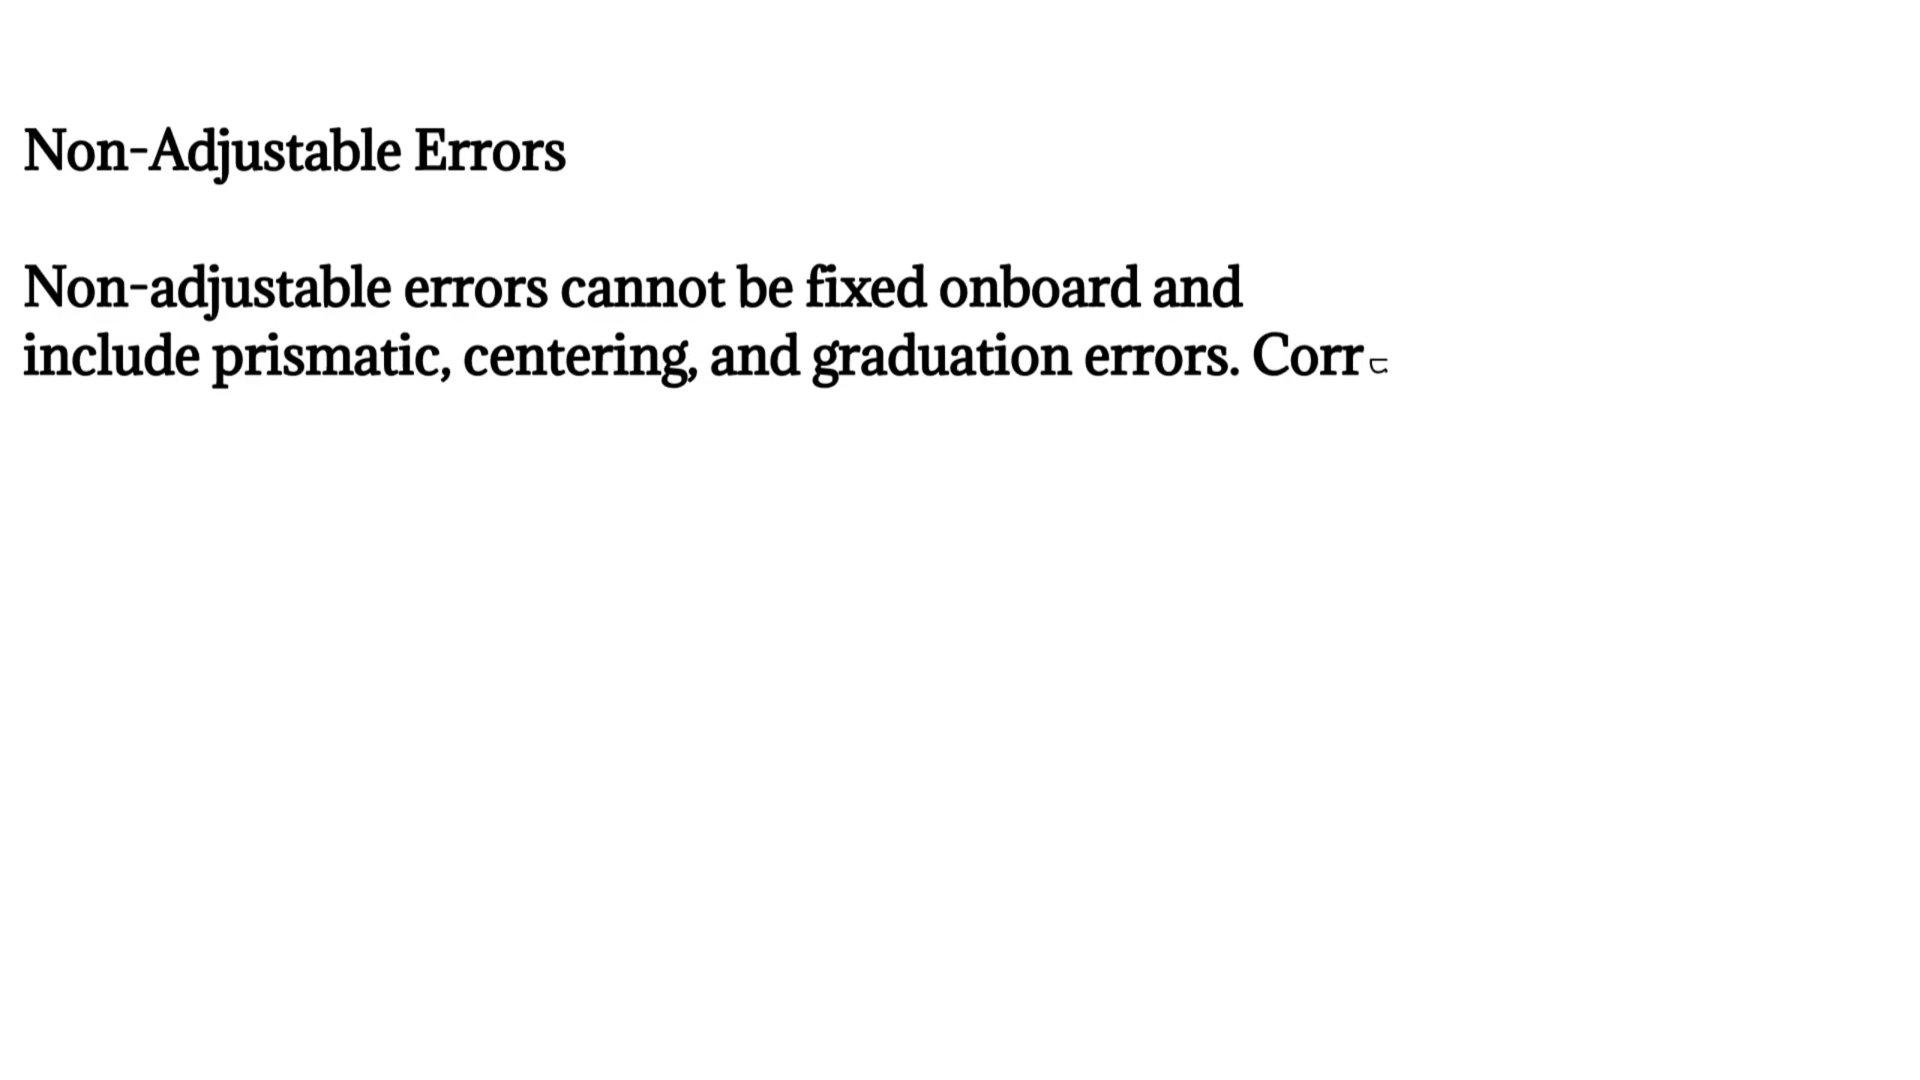 Non-Adjustable Errors
Non-adjustable errors cannot be fixed onboard and
include prismatic, centering, and graduation errors. Corr